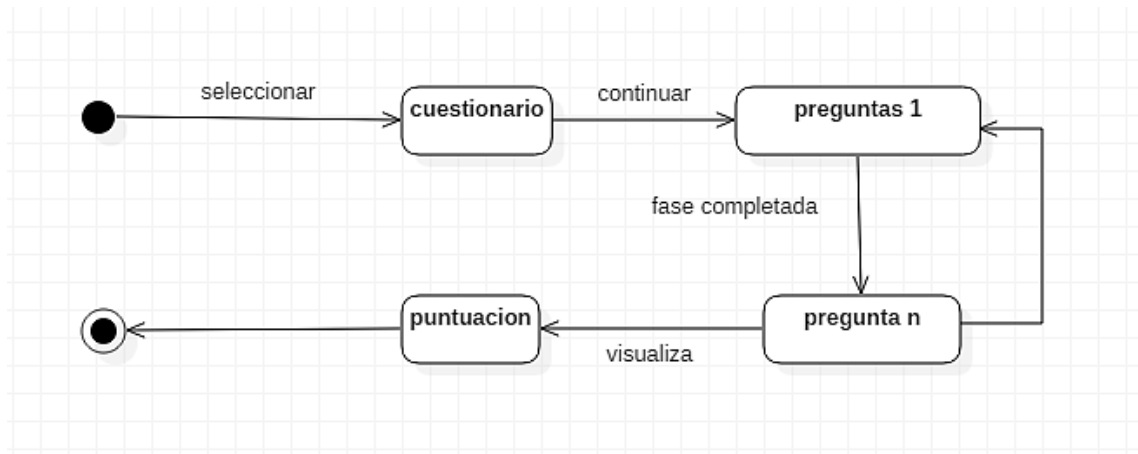 seleccionar
cuestionario
continuar
preguntas 1
fase completada
pregunta n
visualiza
puntuacion